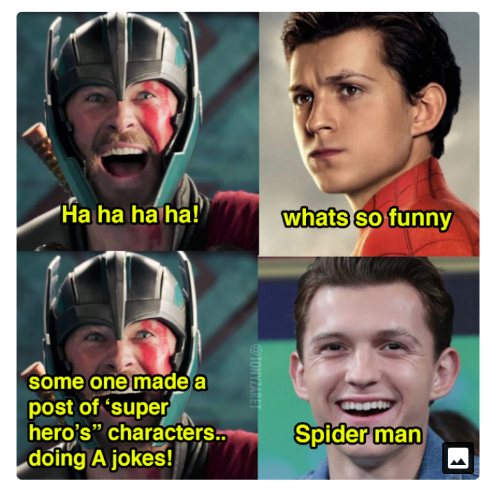 Ha ha ha ha!
whats so funny
some one made a
post of ‘super
hero’s” characters..
doing A jokes!
Spider man
@TONYZARET